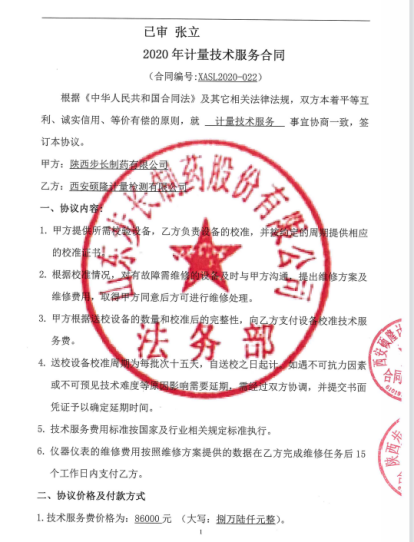 已审 张立
2020 年计量技术服务合同
（合同编号:XASL2020-022）
根据《中华人民共和国合同法》及其它相关法律法规，双方本着平等互
利、诚实信用、等价有偿的原则，就 计量技术服务 事宜协商一致，签
订本协议。
甲方：陕西步长制药有限公司
乙方：西安硕隆计量检测有限公司
一、协议内容:
1. 甲方提供所需校验设备，乙方负责设备的校准，并按约定的周期提供相应
的校准证书。
2. 根据校准情况，对有故障需维修的设备及时与甲方沟通，提出维修方案及
维修费用，取得甲方同意后方可进行维修处理。
3. 甲方根据送校设备的数量和校准后的完整性，向乙方支付设备校准技术服
务费。
4. 送校设备校准周期为每批次十五天，自送校之日起计，如遇不可抗力因素
或不可预见技术难度等原因影响需要延期，需经过双方协调，并提交书面
凭证予以确定延期时间。
5. 技术服务费用标准按国家及行业相关规定标准执行。
6. 仪器仪表的维修费用按照维修方案提供的数据在乙方完成维修任务后 15
个工作日内支付乙方。
二、协议价格及付款方式
1.技术服务费价格为：86000 元 （大写：捌万陆仟元整）。
1
山东步长制药股份有限公司
法务部
西安硕隆计
合同
陕西步